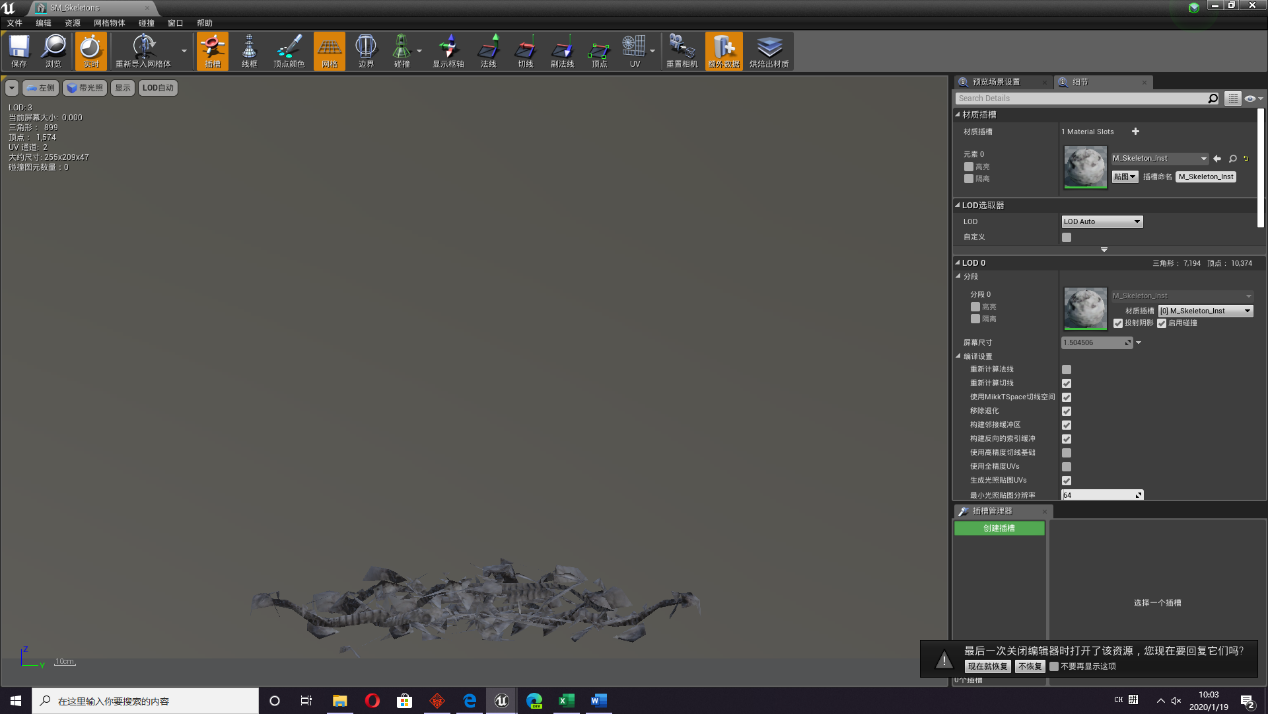 SM_Skeletons
文件 编辑 资源 网格物体 碰撞 窗口 帮助
保存 浏览 实时 重新导入网格体 插槽 线框 顶点颜色 网格 边界 碰撞 显示枢轴 法线 切线 副法线 顶点 UV 重置相机 额外数据 烘焙出材质
左侧 带光照 显示 LOD自动
LOD: 3
当前屏幕大小: 0.000
三角形: 899
顶点: 1,574
UV 通道: 2
大约尺寸: 255x209x47
碰撞图元数量: 0
预览场景设置 细节
Search Details
材质插槽
材质插槽 1 Material Slots
元素 0 M_Skeleton_Inst
高亮
隔离 贴图 插槽命名 M_Skeleton_Inst
LOD选取器
LOD LOD Auto
自定义
LOD 0 三角形: 7,194 顶点: 10,374
分段
分段 0 M_Skeleton_Inst
高亮 材质插槽 [0] M_Skeleton_Inst
隔离 投射阴影 启用碰撞
屏幕尺寸 1.504506
编译设置
重新计算法线
重新计算切线
使用MikkTSpace切线空间
移除退化
构建邻接缓冲区
构建反向的索引缓冲
使用高精度切线基础
使用全精度UVs
生成光照贴图UVs
最小光照贴图分辨率 64
插槽管理器
创建插槽
选择一个插槽
最后一次关闭编辑器时打开了该资源，您现在要回复它们吗?
现在就恢复 不恢复 不要再显示这项
0个插槽
Z
Y 10cm
在这里输入你要搜索的内容
CH
10:03
2020/1/19
2